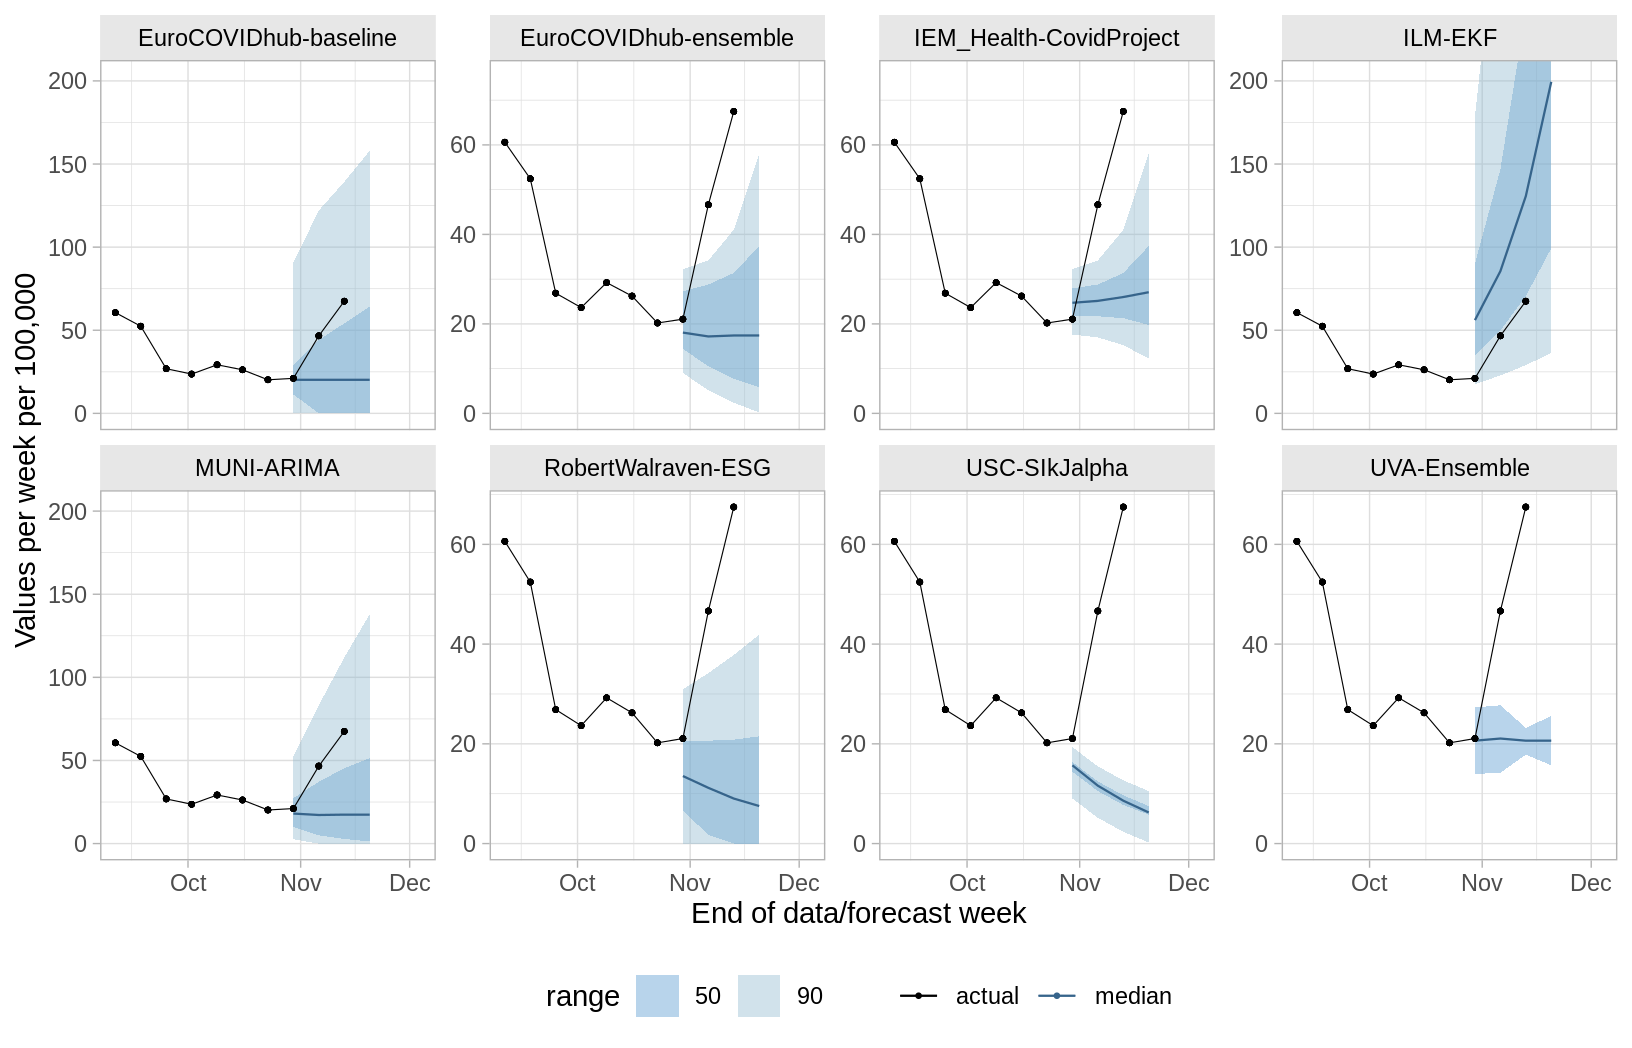 EuroCOVIDhub-baseline
EuroCOVIDhub-ensemble
IEM_Health-CovidProject
ILM-EKF
200
150
100
50
0
60
40
20
0
60
40
20
0
200
150
100
50
0
MUNI-ARIMA
RobertWalraven-ESG
USC-SIkJalpha
UVA-Ensemble
200
150
100
50
0
60
40
20
0
60
40
20
0
60
40
20
0
Oct Nov Dec
Oct Nov Dec
Oct Nov Dec
Oct Nov Dec
Values per week per 100,000
End of data/forecast week
range 50 90 actual median